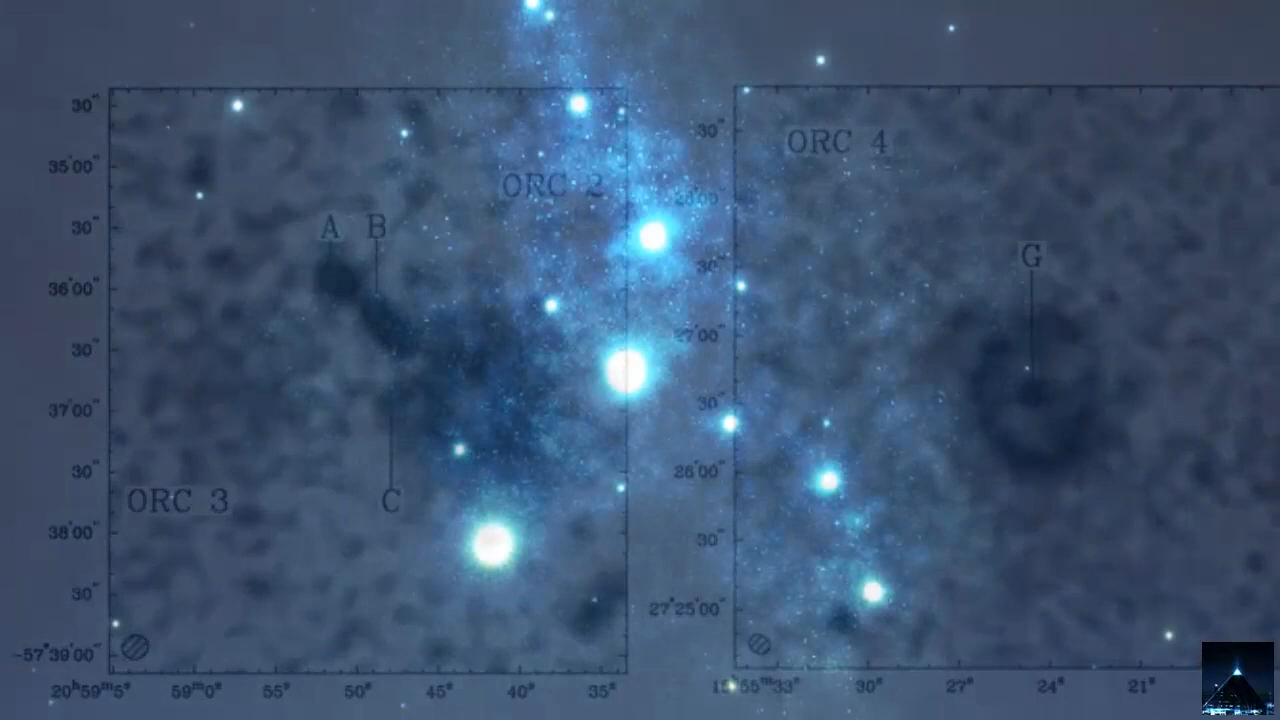 ORC 4
ORC 2
A B
G
ORC 3
C
30"
35'00"
30"
36'00"
30"
37'00"
30"
38'00"
30"
-57°39'00"
20ʰ59ᵐ5ˢ 59ᵐ0ˢ 55ˢ 50ˢ 45ˢ 40ˢ 35ˢ
30"
28'00"
30"
27'00"
30"
26'00"
30"
27°25'00"
30ˢ 27ˢ 24ˢ 21ˢ